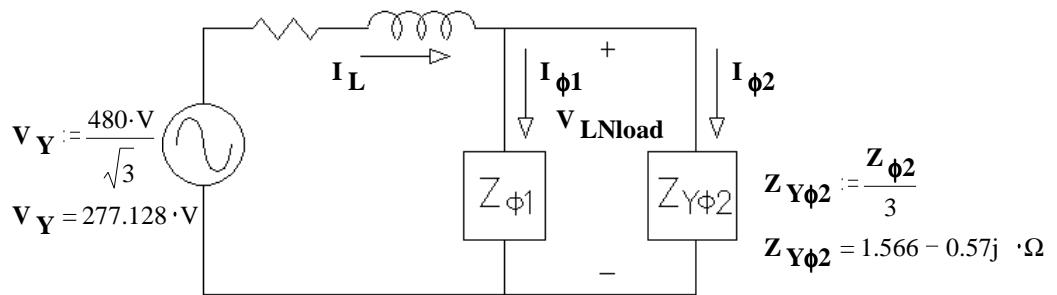 +
I L
I ϕ1
I ϕ2
V LNload
V Y := 480·V / √3
V Y = 277.128 ·V
Z ϕ1
Z Yϕ2
Z Yϕ2 := Z ϕ2 / 3
Z Yϕ2 = 1.566 − 0.57j ·Ω
−